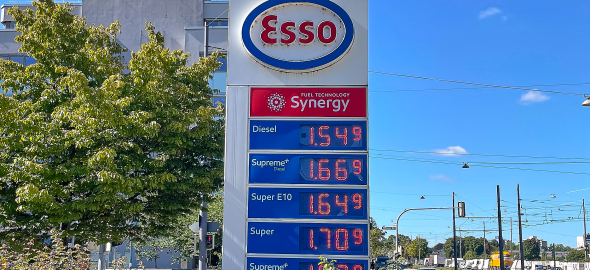 Esso
FUEL TECHNOLOGY
Synergy
Diesel 1.549
Supreme+ 1.669
Diesel
Super E10 1.649
Super 1.709
Supreme+